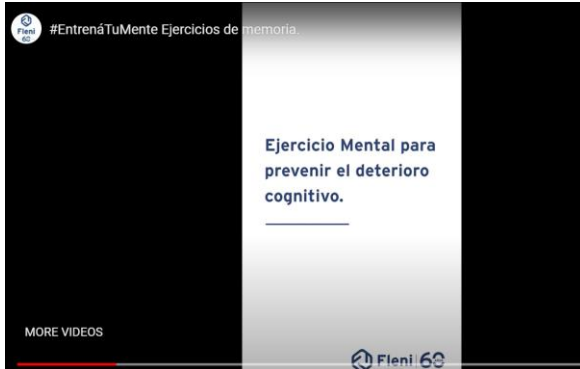 Fleni
60
#EntrenáTuMente Ejercicios de memoria.
Ejercicio Mental para
prevenir el deterioro
cognitivo.
MORE VIDEOS
Fleni 60